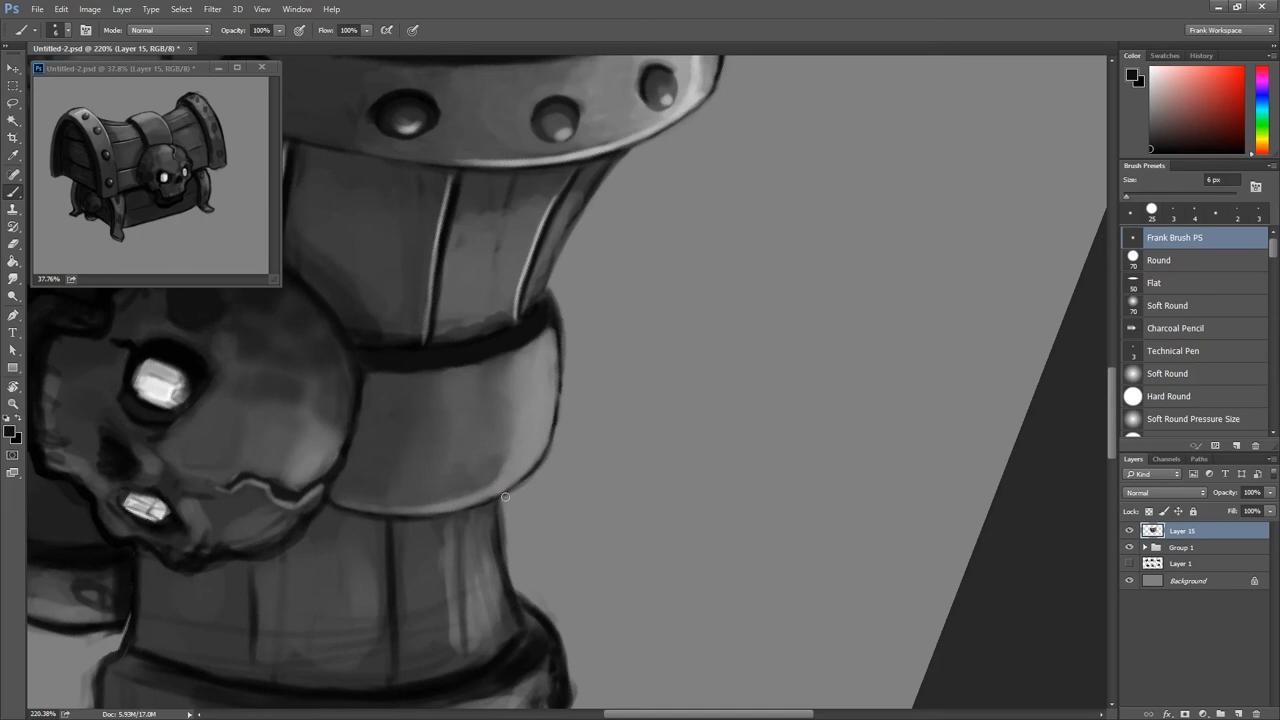 Ps File Edit Image Layer Type Select Filter 3D View Window Help
6 Mode: Normal Opacity: 100% Flow: 100% Frank Workspace
Untitled-2.psd @ 220% (Layer 15, RGB/8) *
Untitled-2.psd @ 37.8% (Layer 15, RGB/8) *
37.76%
Color Swatches History
Brush Presets
Size: 6 px
25 3 4 2 3
Frank Brush PS
70 Round
50 Flat
70 Soft Round
Charcoal Pencil
3 Technical Pen
Soft Round
Hard Round
Soft Round Pressure Size
Layers Channels Paths
Kind
Normal Opacity: 100%
Lock: Fill: 100%
Layer 15
Group 1
Layer 1
Background
220.38% Doc: 5.93M/17.0M